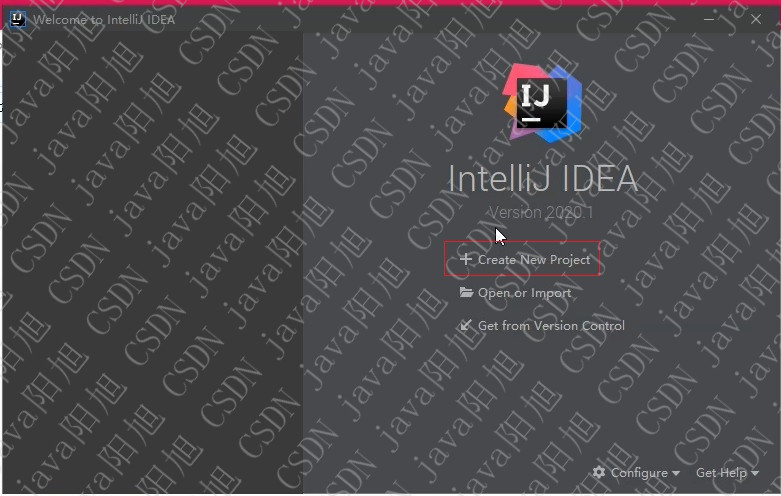 Welcome to IntelliJ IDEA
IJ
IntelliJ IDEA
Version 2020.1
Create New Project
Open or Import
Get from Version Control
Configure
Get Help
CSDN java阳旭